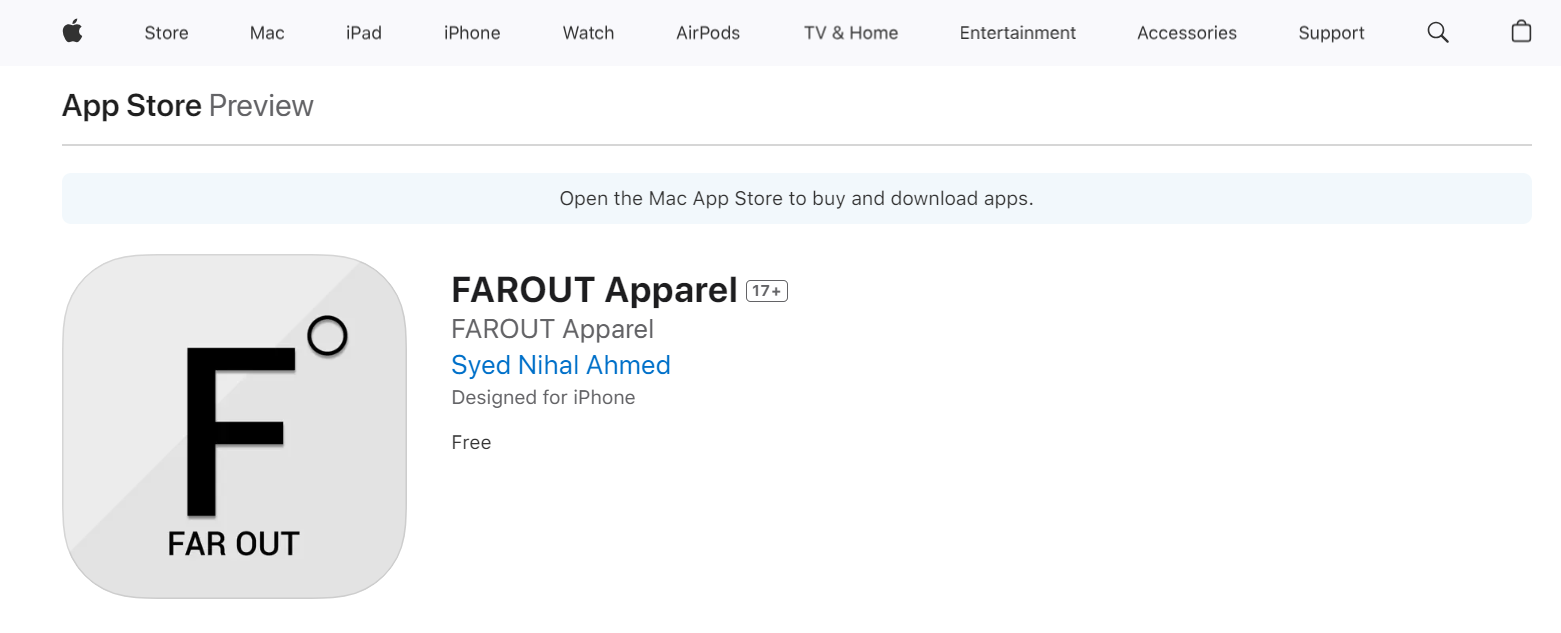 Store Mac iPad iPhone Watch AirPods TV & Home Entertainment Accessories Support
App Store Preview
Open the Mac App Store to buy and download apps.
F
FAR OUT
FAROUT Apparel 17+
FAROUT Apparel
Syed Nihal Ahmed
Designed for iPhone
Free